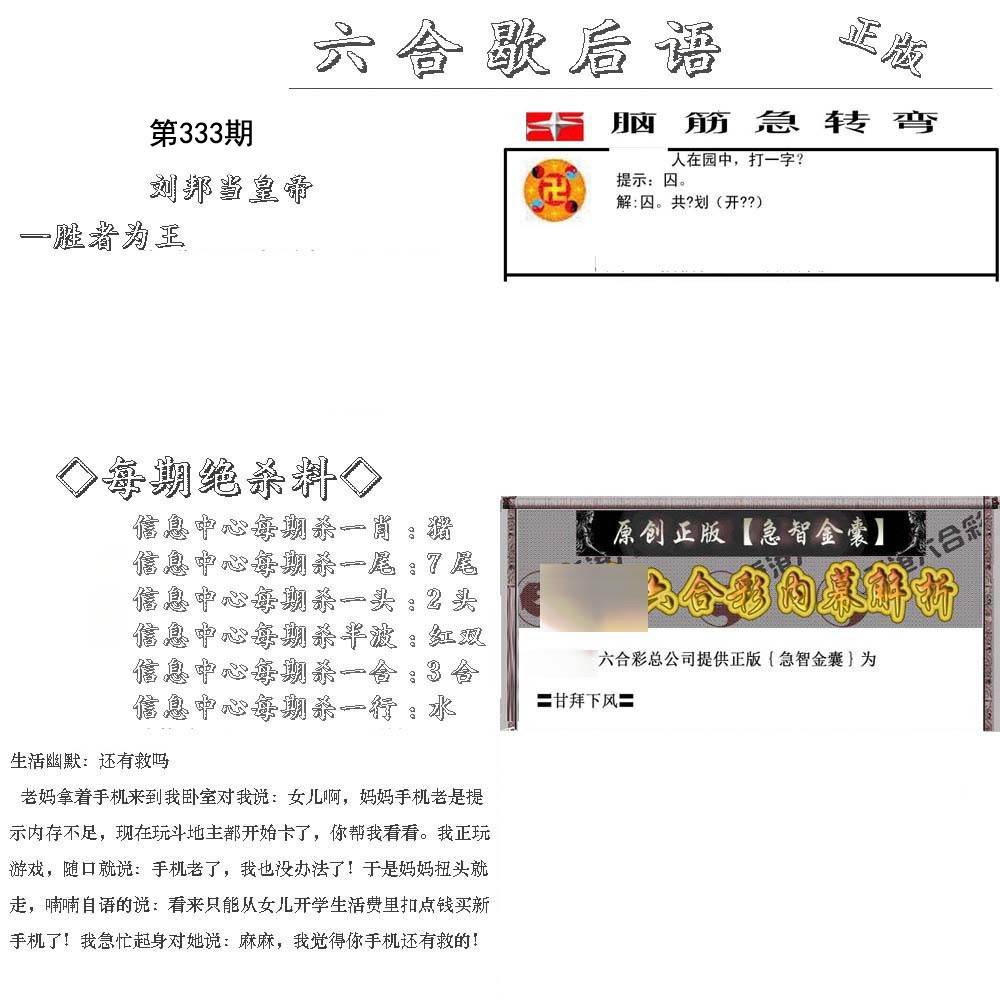 六合歇后语
正版
第333期
刘邦当皇帝
—胜者为王
脑筋急转弯
人在园中，打一字？
提示：囚。
解：囚。共?划（开??）
◇每期绝杀料◇
信息中心每期杀一肖：猪
信息中心每期杀一尾：7尾
信息中心每期杀一头：2头
信息中心每期杀半波：红双
信息中心每期杀一合：3合
信息中心每期杀一行：水
原创正版【急智金囊】
六合彩内幕解析
六合彩总公司提供正版｛急智金囊｝为
〓甘拜下风〓
生活幽默：还有救吗
老妈拿着手机来到我卧室对我说：女儿啊，妈妈手机老是提
示内存不足，现在玩斗地主都开始卡了，你帮我看看。我正玩
游戏，随口就说：手机老了，我也没办法了！于是妈妈扭头就
走，喃喃自语的说：看来只能从女儿开学生活费里扣点钱买新
手机了！我急忙起身对她说：麻麻，我觉得你手机还有救的！